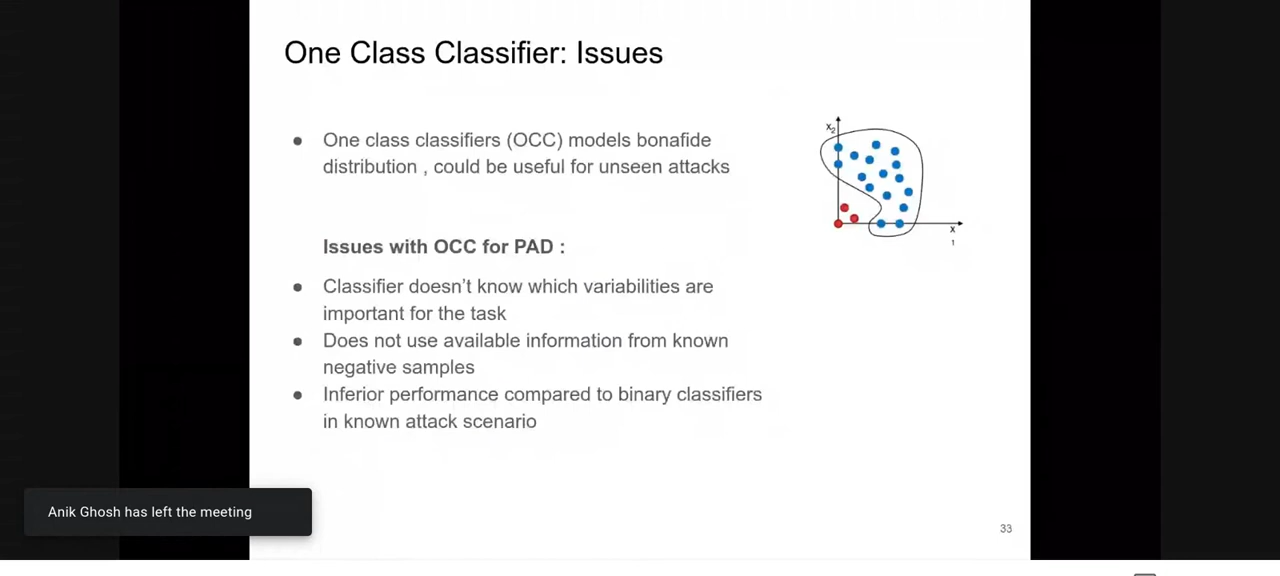 One Class Classifier: Issues
● One class classifiers (OCC) models bonafide
distribution , could be useful for unseen attacks
Issues with OCC for PAD :
● Classifier doesn't know which variabilities are
important for the task
● Does not use available information from known
negative samples
● Inferior performance compared to binary classifiers
in known attack scenario
x2
x
1
Anik Ghosh has left the meeting
33